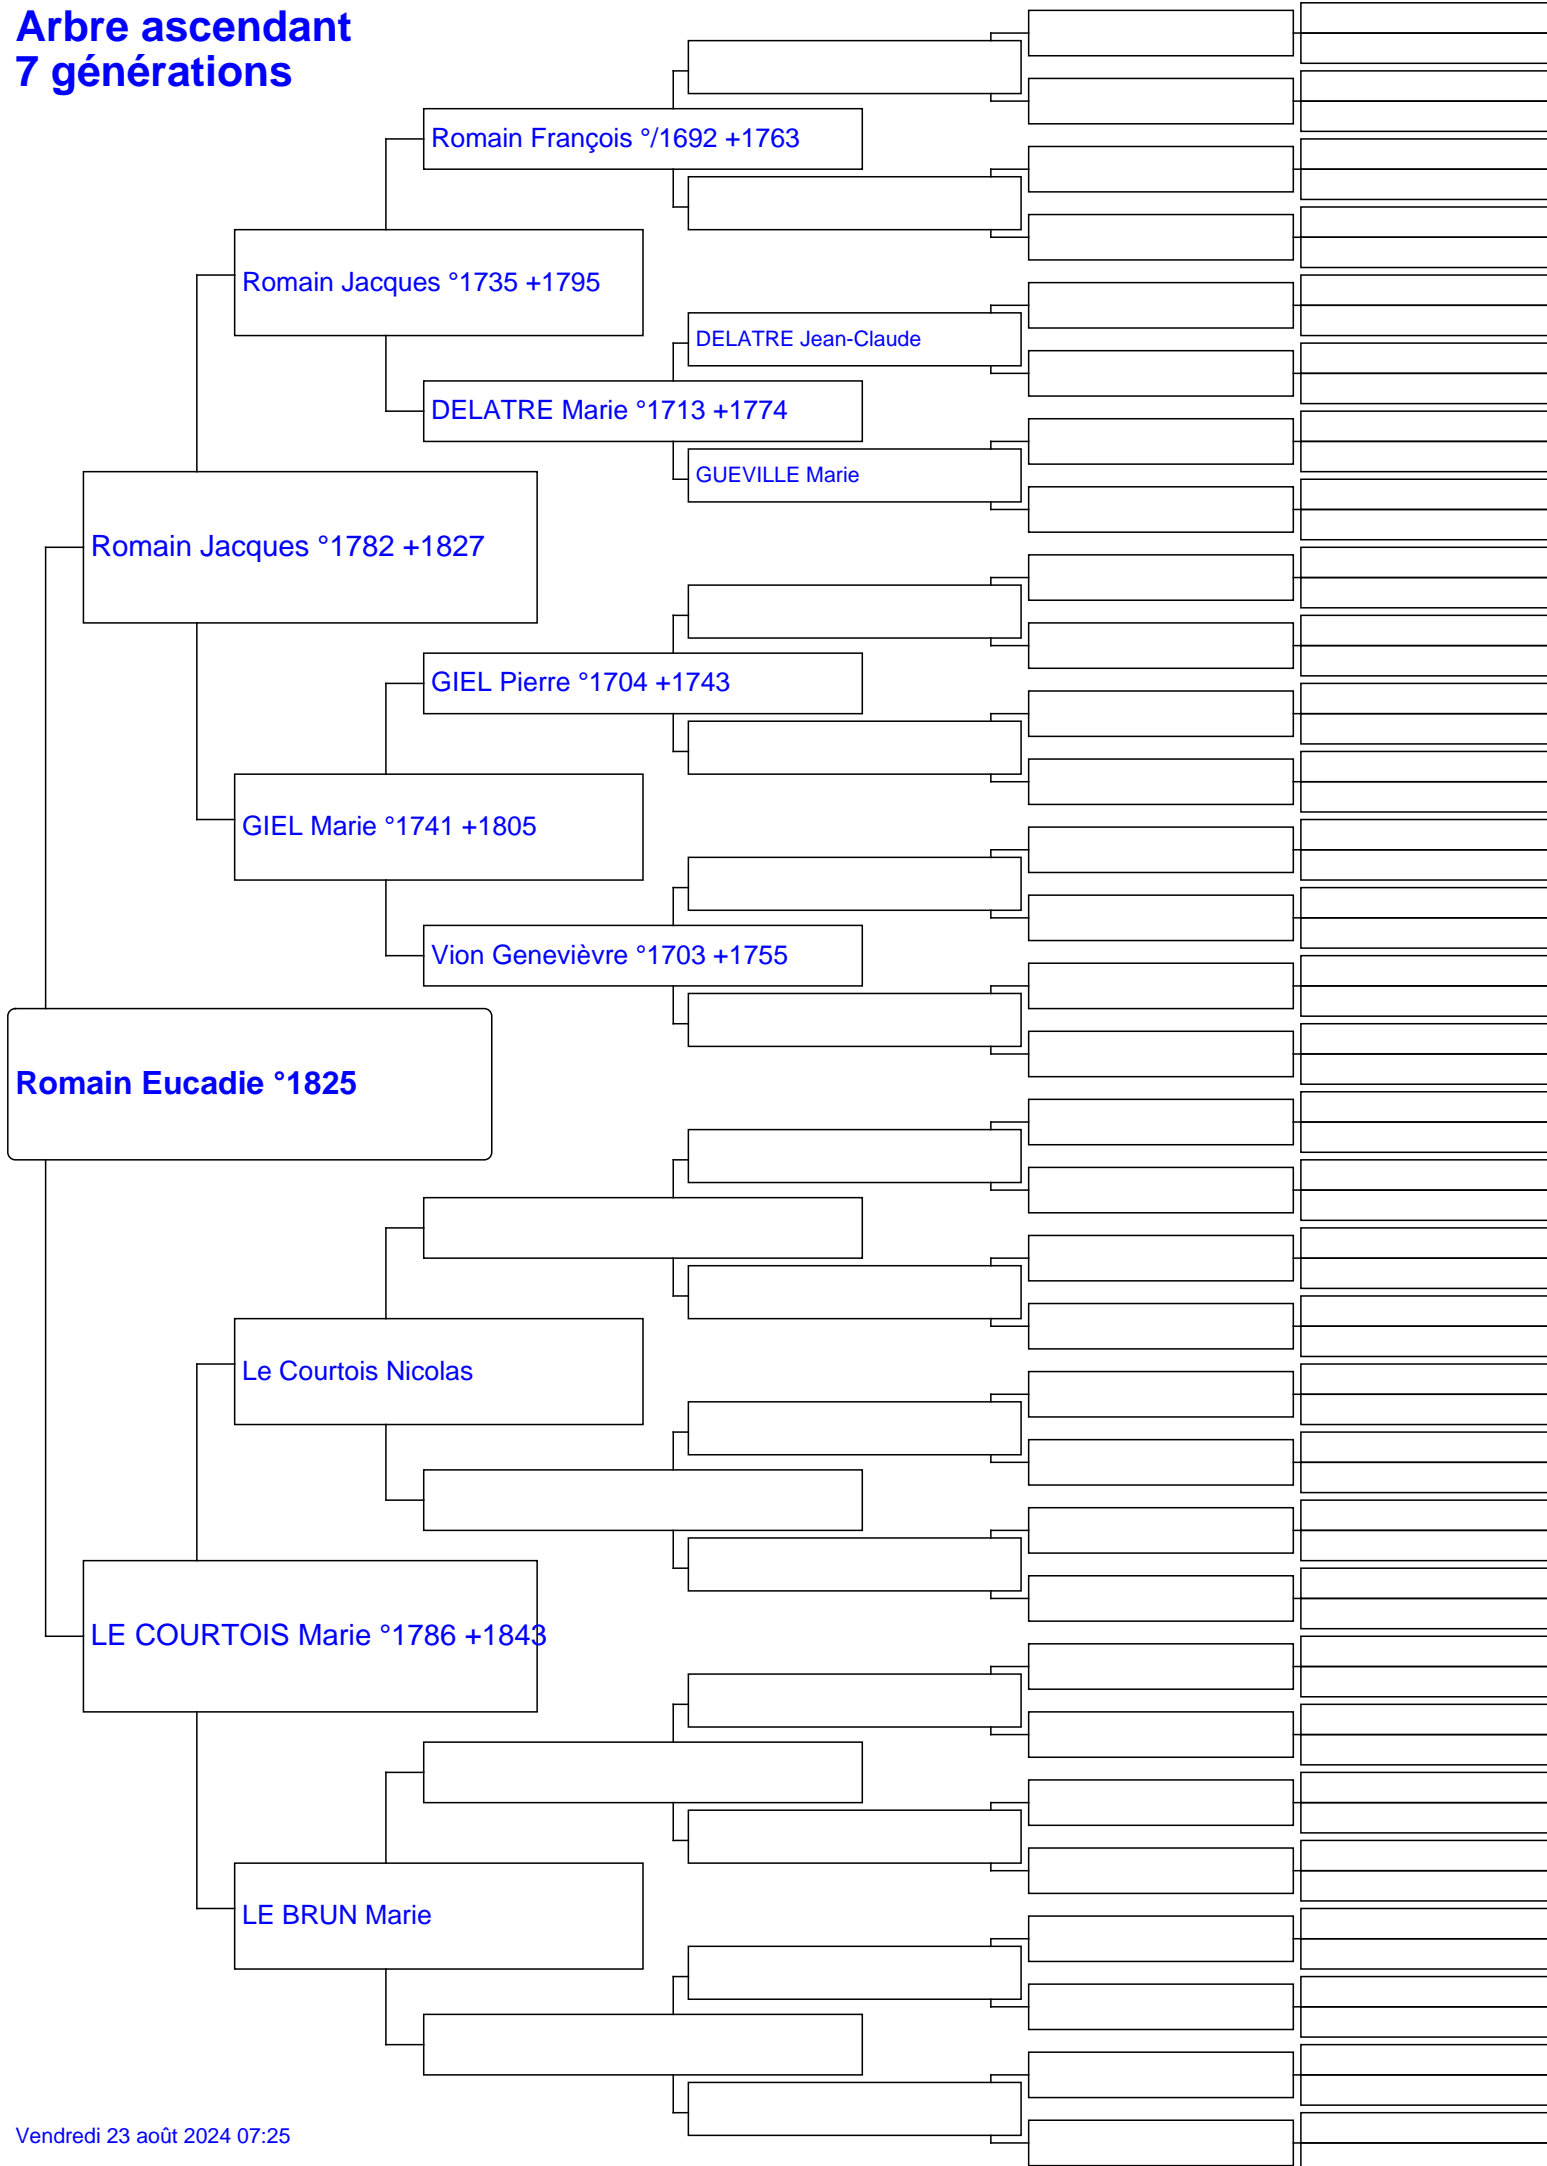 Arbre ascendant
7 générations
Romain François °/1692 +1763
Romain Jacques °1735 +1795
DELATRE Jean-Claude
DELATRE Marie °1713 +1774
GUEVILLE Marie
Romain Jacques °1782 +1827
GIEL Pierre °1704 +1743
GIEL Marie °1741 +1805
Vion Genevièvre °1703 +1755
Romain Eucadie °1825
Le Courtois Nicolas
LE COURTOIS Marie °1786 +1843
LE BRUN Marie
Vendredi 23 août 2024 07:25